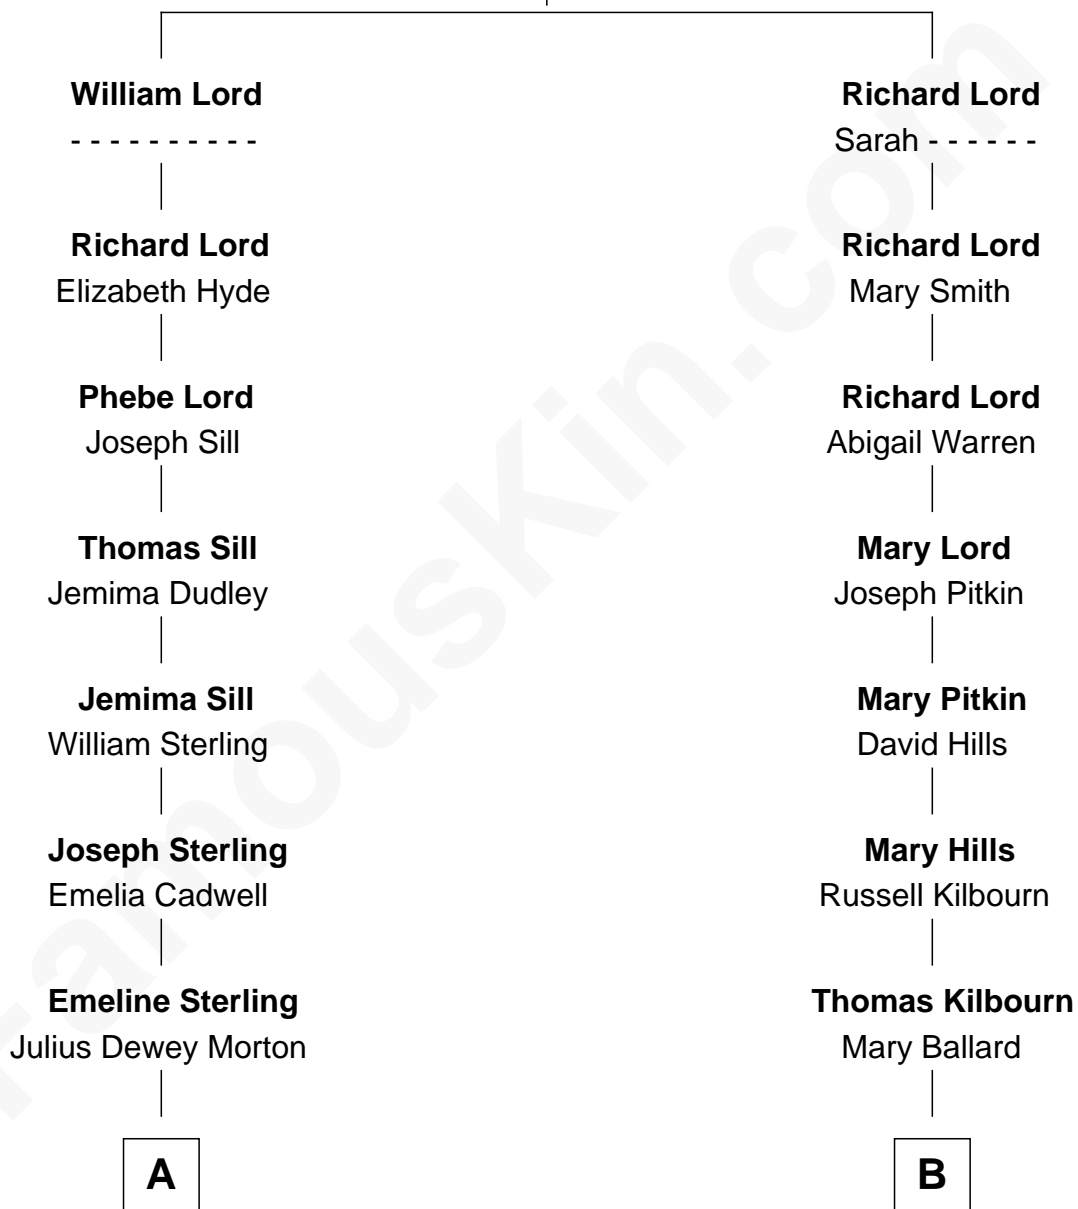 William Lord
- - - - - - - - - -
Richard Lord
Elizabeth Hyde
Phebe Lord
Joseph Sill
Thomas Sill
Jemima Dudley
Jemima Sill
William Sterling
Joseph Sterling
Emelia Cadwell
Emeline Sterling
Julius Dewey Morton
A
Richard Lord
Sarah - - - - - -
Richard Lord
Mary Smith
Richard Lord
Abigail Warren
Mary Lord
Joseph Pitkin
Mary Pitkin
David Hills
Mary Hills
Russell Kilbourn
Thomas Kilbourn
Mary Ballard
B
FamousKin.com